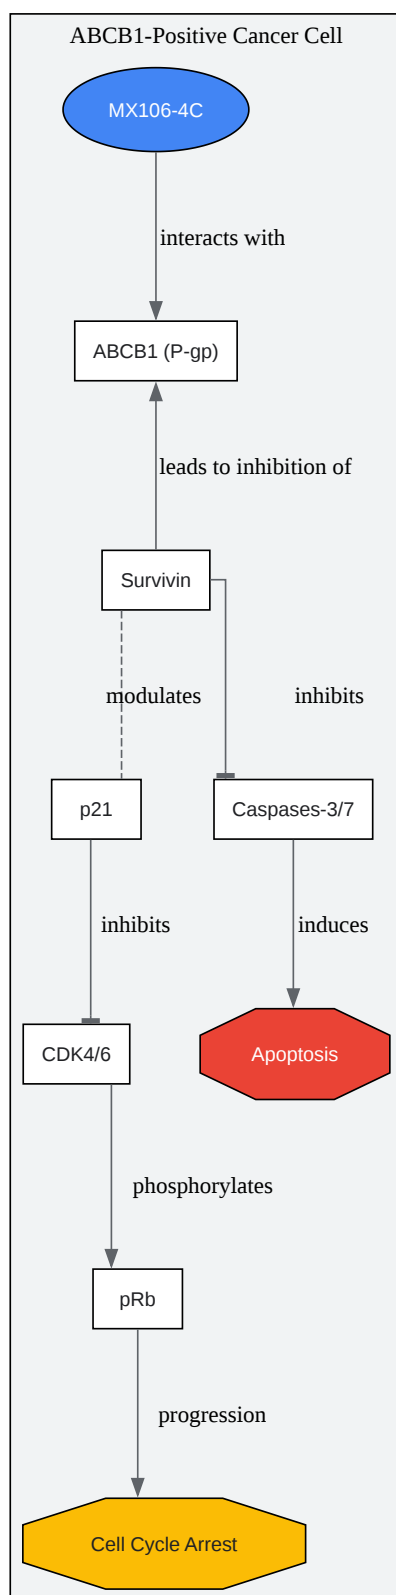 ABCB1-Positive Cancer Cell
MX106-4C
interacts with
ABCB1 (P-gp)
leads to inhibition of
Survivin
modulates
inhibits
p21
Caspases-3/7
inhibits
induces
CDK4/6
Apoptosis
phosphorylates
pRb
progression
Cell Cycle Arrest